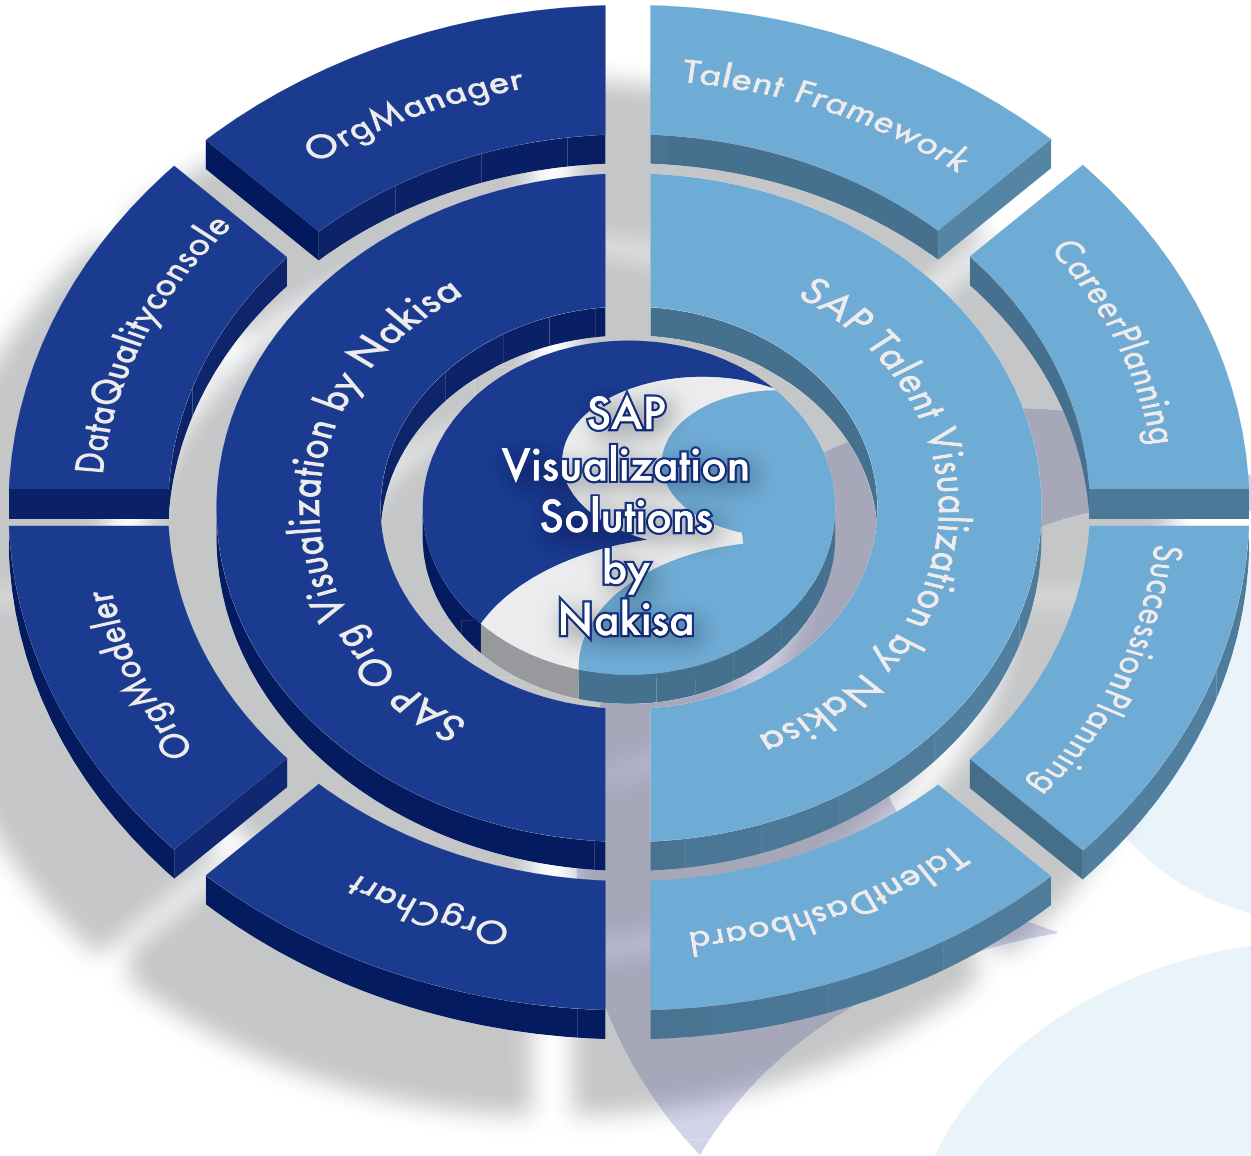 OrgManager
Talent Framework
DataQualityconsole
CareerPlanning
SAP Org Visualization by Nakisa
SAP Talent Visualization by Nakisa
SAP
Visualization
Solutions
by
Nakisa
OrgModeler
SuccessionPlanning
OrgChart
TalentDashboard